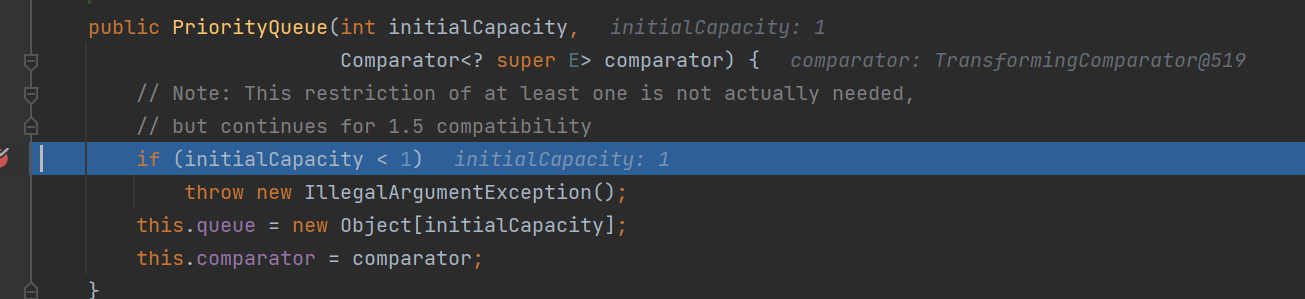 public PriorityQueue(int initialCapacity,   initialCapacity: 1
                     Comparator<? super E> comparator) {   comparator: TransformingComparator@519
    // Note: This restriction of at least one is not actually needed,
    // but continues for 1.5 compatibility
    if (initialCapacity < 1)   initialCapacity: 1
        throw new IllegalArgumentException();
    this.queue = new Object[initialCapacity];
    this.comparator = comparator;
}